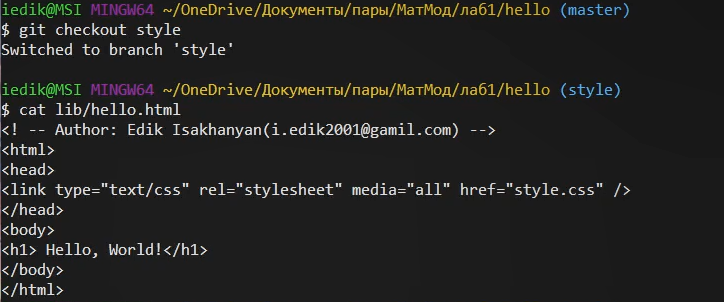 iedik@MSI MINGW64 ~/OneDrive/Документы/пары/МатМод/лаб1/hello (master)
$ git checkout style
Switched to branch 'style'
iedik@MSI MINGW64 ~/OneDrive/Документы/пары/МатМод/лаб1/hello (style)
$ cat lib/hello.html
<! -- Author: Edik Isakhanyan(i.edik2001@gamil.com) -->
<html>
<head>
<link type="text/css" rel="stylesheet" media="all" href="style.css" />
</head>
<body>
<h1> Hello, World!</h1>
</body>
</html>